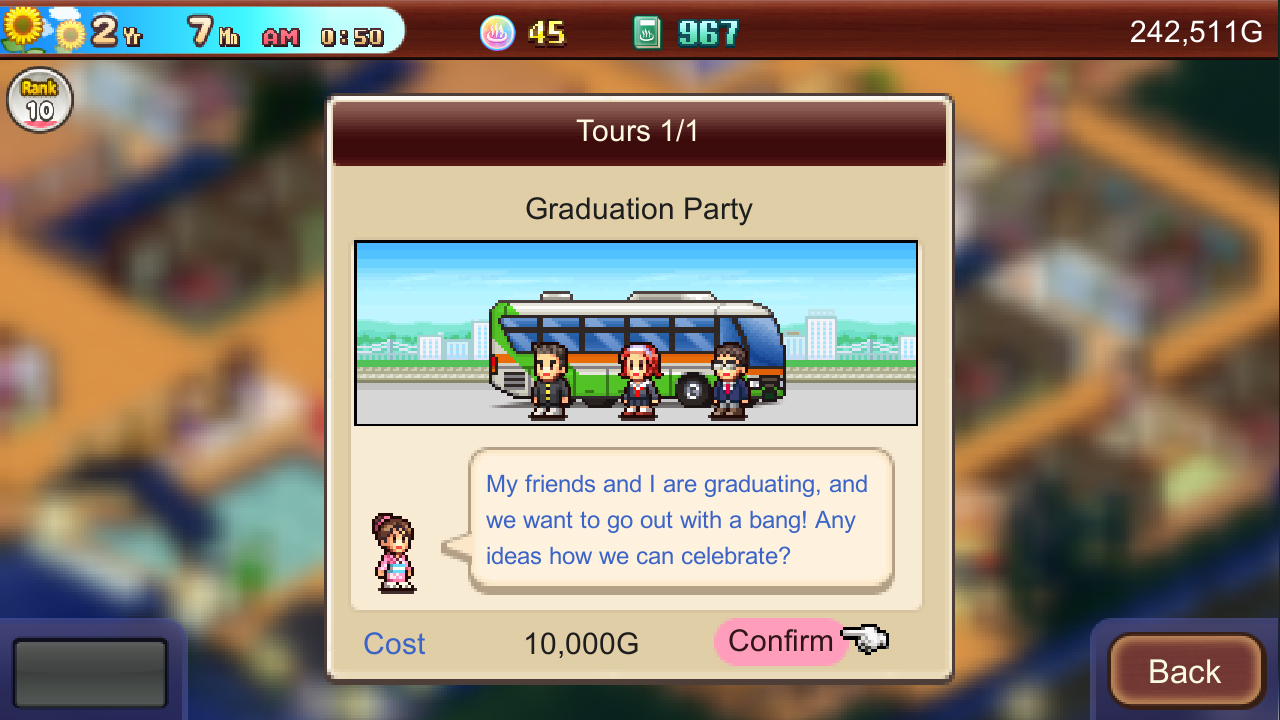 2 Yr 7 Mn AM 0:50 45 967 242,511G
Rank
10
Tours 1/1
Graduation Party
My friends and I are graduating, and
we want to go out with a bang! Any
ideas how we can celebrate?
Cost 10,000G Confirm
Back